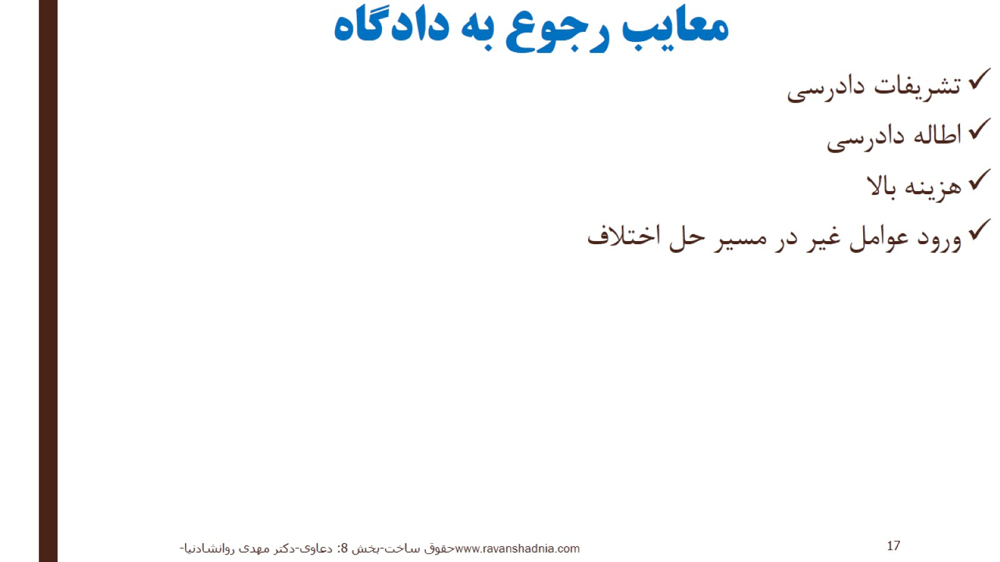 معایب رجوع به دادگاه
✓ تشریفات دادرسی
✓ اطاله دادرسی
✓ هزینه بالا
✓ ورود عوامل غیر در مسیر حل اختلاف
حقوق ساخت-بخش 8: دعاوی-دکتر مهدی روانشادنیا-www.ravanshadnia.com
17